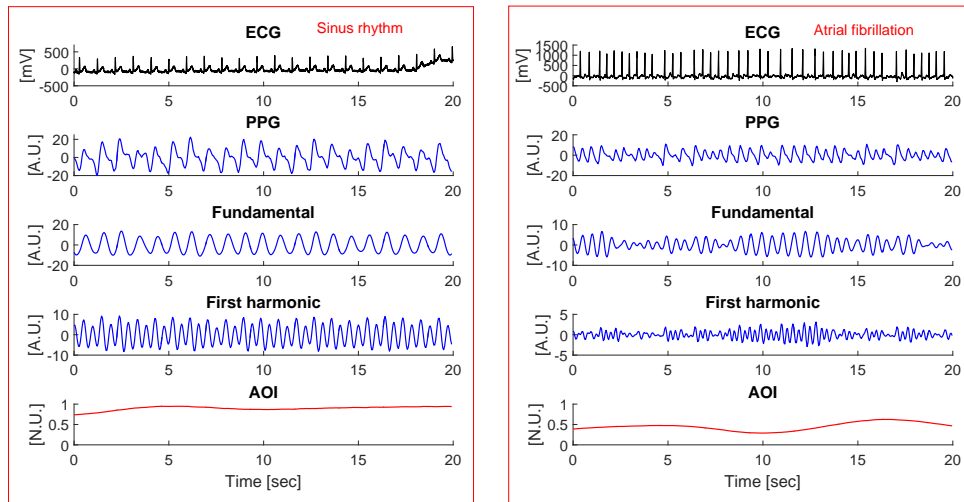 ECG
Sinus rhythm
[mV]
500
0
-500
0 5 10 15 20
PPG
[A.U.]
20
0
-20
0 5 10 15 20
Fundamental
[A.U.]
20
0
-20
0 5 10 15 20
First harmonic
[A.U.]
10
0
-10
0 5 10 15 20
AOI
[N.U.]
1
0.5
0
0 5 10 15 20
Time [sec]
ECG
Atrial fibrillation
[mV]
1500
1000
500
0
-500
0 5 10 15 20
PPG
[A.U.]
20
0
-20
0 5 10 15 20
Fundamental
[A.U.]
10
0
-10
0 5 10 15 20
First harmonic
[A.U.]
5
0
-5
0 5 10 15 20
AOI
[N.U.]
1
0.5
0
0 5 10 15 20
Time [sec]